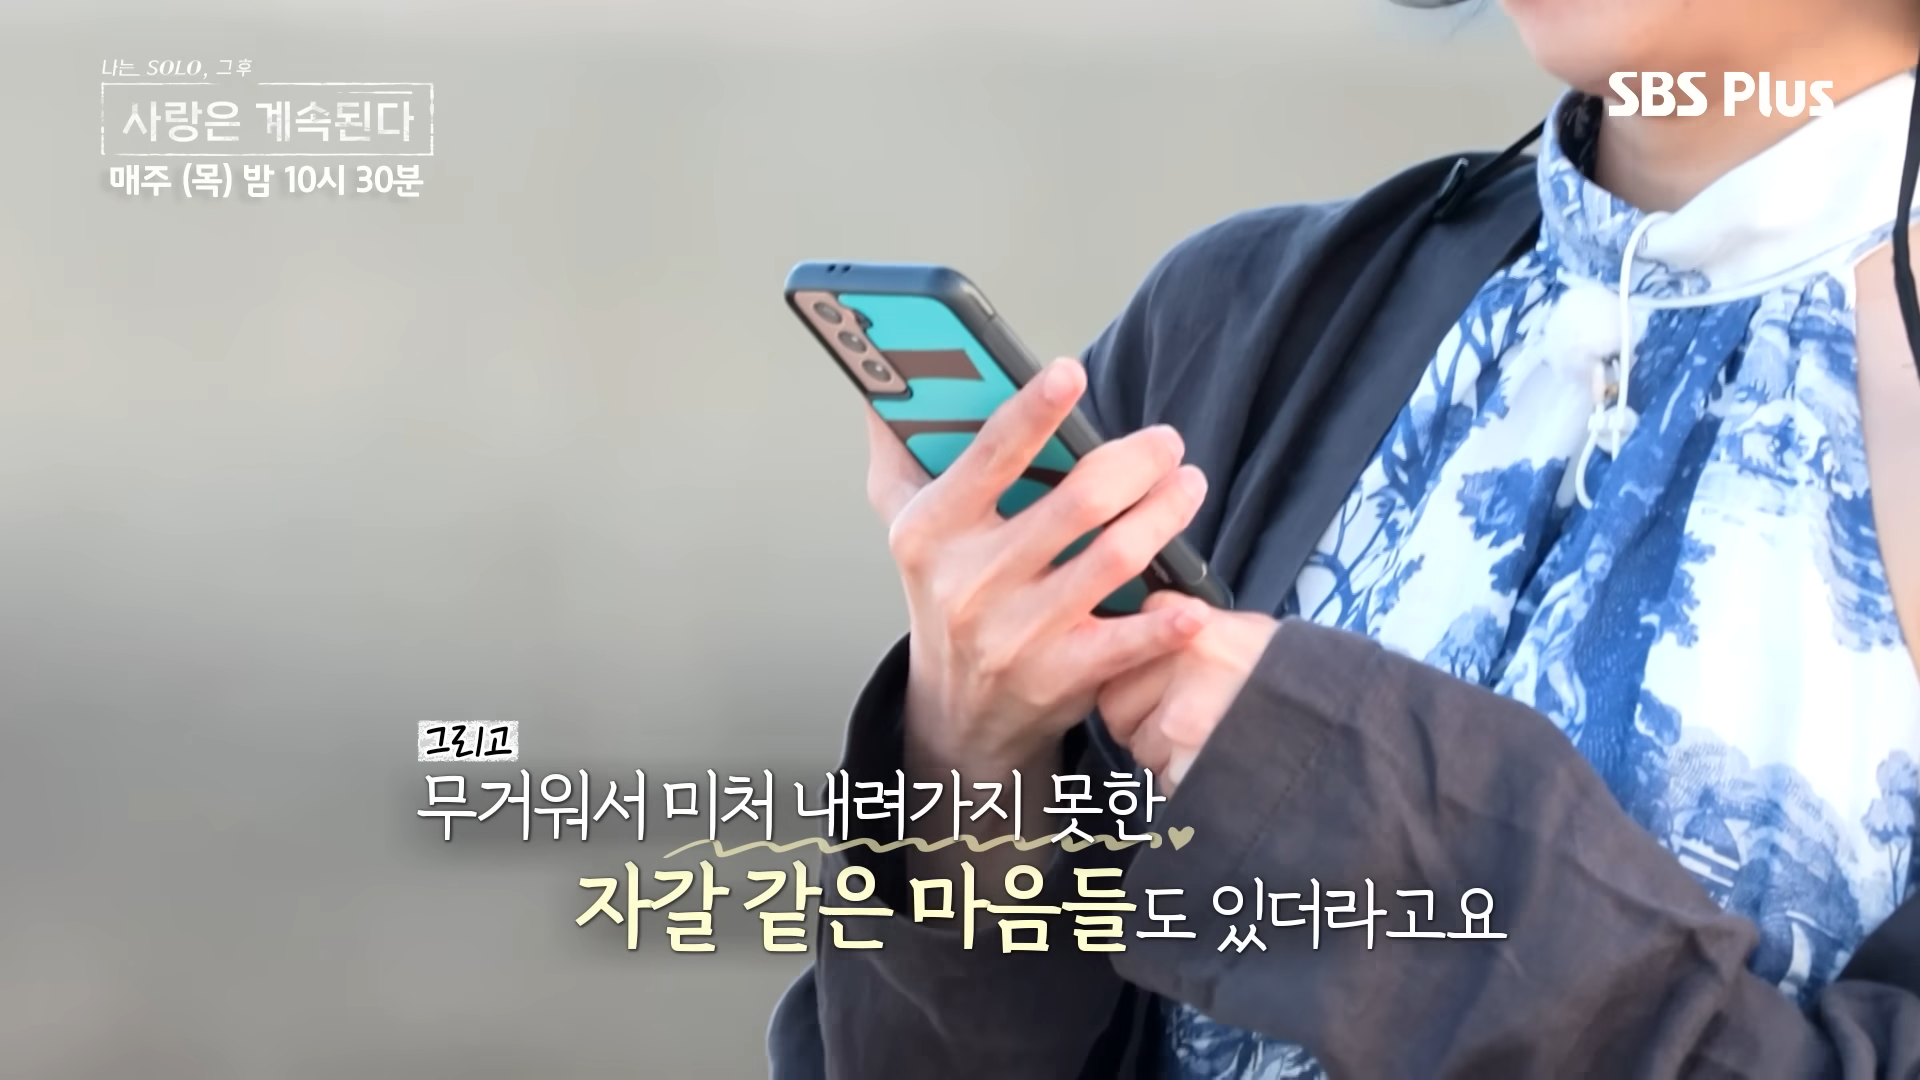 나는 SOLO, 그 후
사랑은 계속된다
매주 (목) 밤 10시 30분
SBS Plus
그리고
무거워서 미처 내려가지 못한
자갈 같은 마음들도 있더라고요